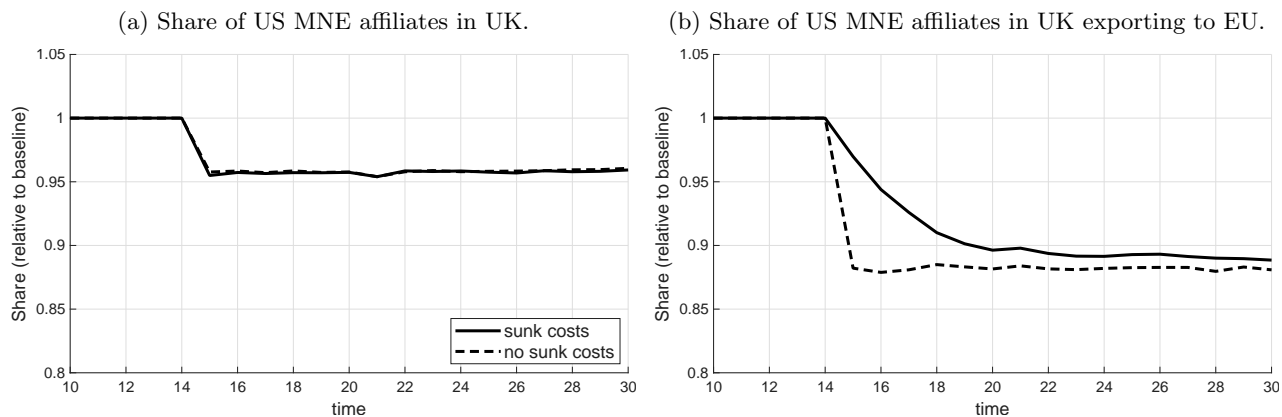 (a) Share of US MNE affiliates in UK.
1.05
1
0.95
0.9
0.85
0.8
Share (relative to baseline)
sunk costs
no sunk costs
10 12 14 16 18 20 22 24 26 28 30
time
(b) Share of US MNE affiliates in UK exporting to EU.
1.05
1
0.95
0.9
0.85
0.8
Share (relative to baseline)
10 12 14 16 18 20 22 24 26 28 30
time